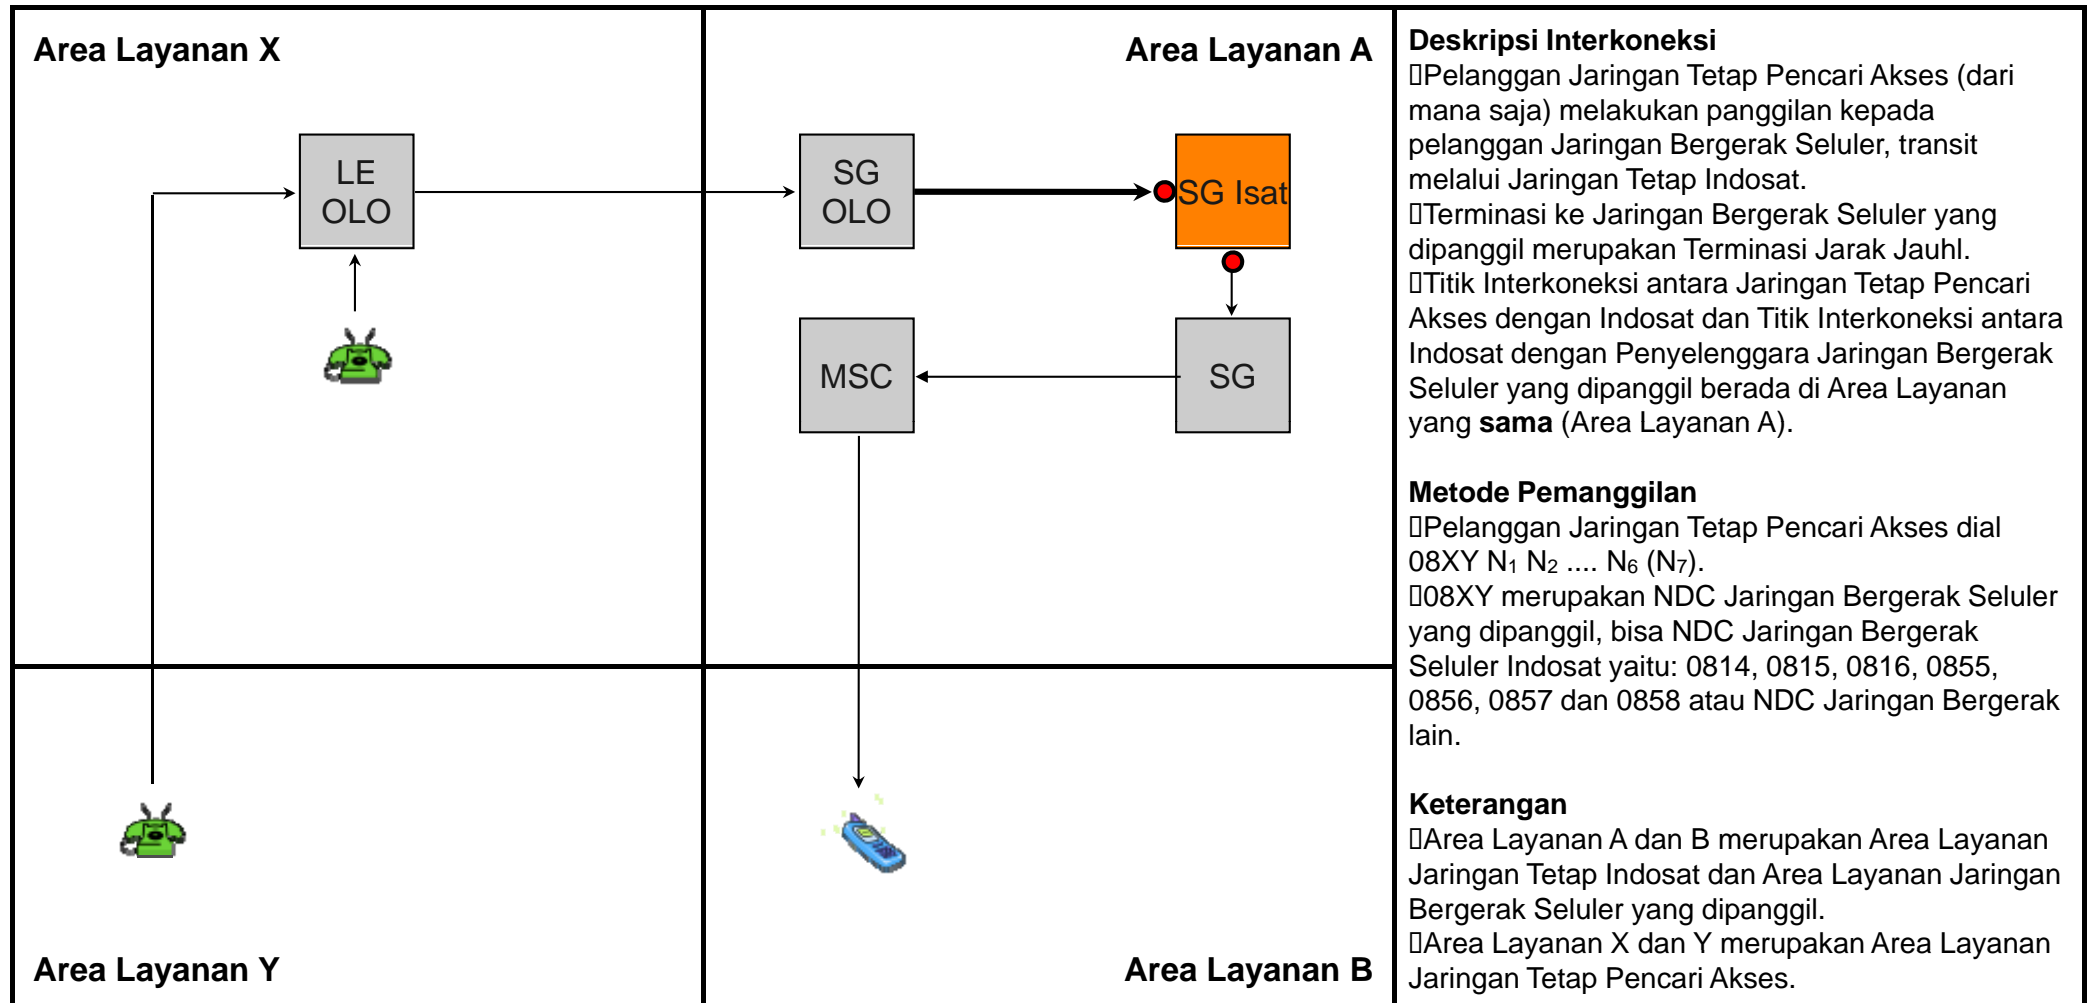 Area Layanan X
Area Layanan A
LE
OLO
SG
OLO
SG Isat
MSC
SG
Area Layanan Y
Area Layanan B
Deskripsi Interkoneksi
Pelanggan Jaringan Tetap Pencari Akses (dari
mana saja) melakukan panggilan kepada
pelanggan Jaringan Bergerak Seluler, transit
melalui Jaringan Tetap Indosat.
Terminasi ke Jaringan Bergerak Seluler yang
dipanggil merupakan Terminasi Jarak Jauhl.
Titik Interkoneksi antara Jaringan Tetap Pencari
Akses dengan Indosat dan Titik Interkoneksi antara
Indosat dengan Penyelenggara Jaringan Bergerak
Seluler yang dipanggil berada di Area Layanan
yang sama (Area Layanan A).
Metode Pemanggilan
Pelanggan Jaringan Tetap Pencari Akses dial
08XY N₁ N₂ .... N₆ (N₇).
08XY merupakan NDC Jaringan Bergerak Seluler
yang dipanggil, bisa NDC Jaringan Bergerak
Seluler Indosat yaitu: 0814, 0815, 0816, 0855,
0856, 0857 dan 0858 atau NDC Jaringan Bergerak
lain.
Keterangan
Area Layanan A dan B merupakan Area Layanan
Jaringan Tetap Indosat dan Area Layanan Jaringan
Bergerak Seluler yang dipanggil.
Area Layanan X dan Y merupakan Area Layanan
Jaringan Tetap Pencari Akses.